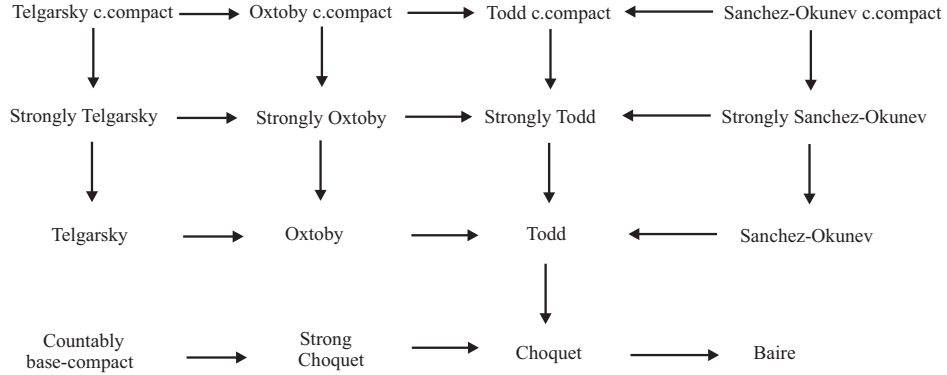 Telgarsky c.compact Oxtoby c.compact Todd c.compact Sanchez-Okunev c.compact
Strongly Telgarsky Strongly Oxtoby Strongly Todd Strongly Sanchez-Okunev
Telgarsky Oxtoby Todd Sanchez-Okunev
Countably
base-compact
Strong
Choquet
Choquet
Baire